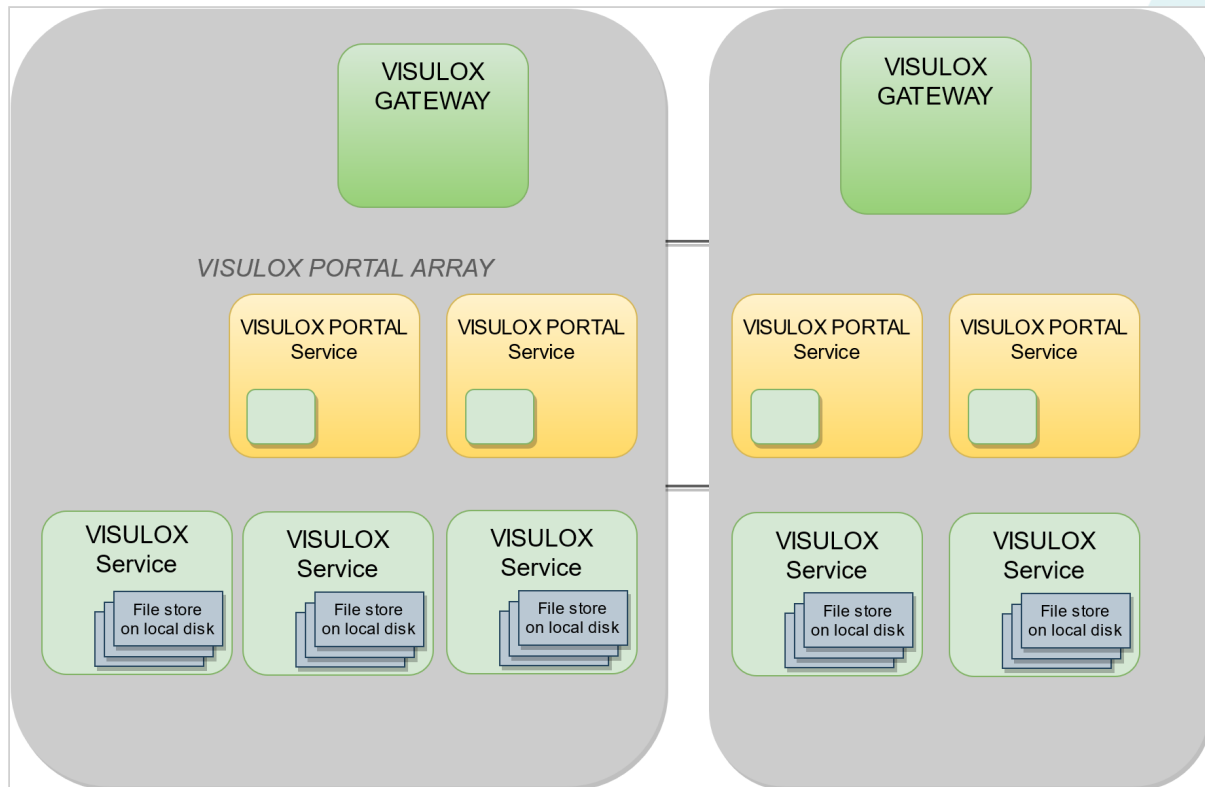 VISULOX
GATEWAY
VISULOX
GATEWAY
VISULOX PORTAL ARRAY
VISULOX PORTAL
Service
VISULOX PORTAL
Service
VISULOX PORTAL
Service
VISULOX PORTAL
Service
VISULOX
Service
File store
on local disk
VISULOX
Service
File store
on local disk
VISULOX
Service
File store
on local disk
VISULOX
Service
File store
on local disk
VISULOX
Service
File store
on local disk